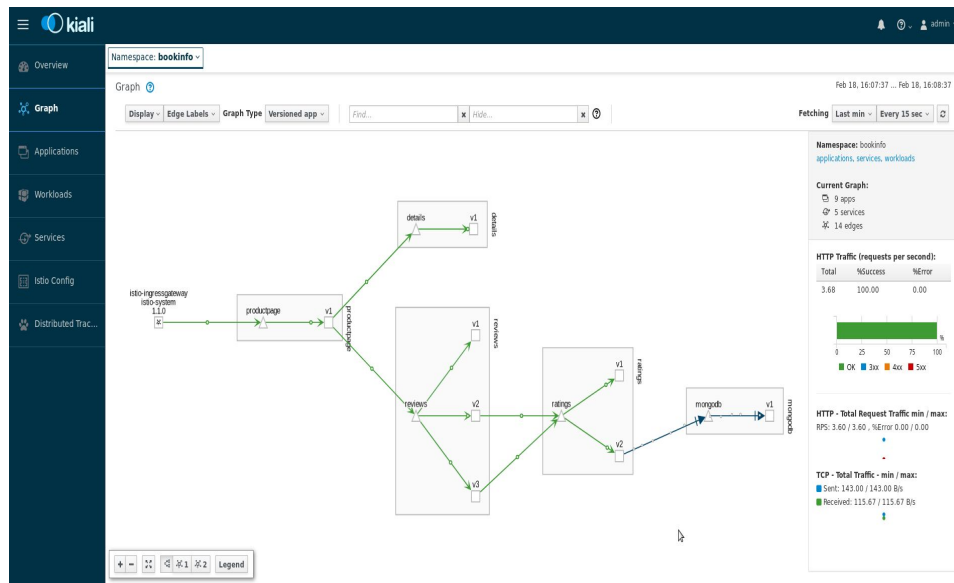 kiali
admin
Overview
Graph
Applications
Workloads
Services
Istio Config
Distributed Trac...
Namespace: bookinfo
Graph
Feb 18, 16:07:37 ... Feb 18, 16:08:37
Display
Edge Labels
Graph Type
Versioned app
Find...
x
Hide...
x
Fetching
Last min
Every 15 sec
istio-ingressgateway
istio-system
1.1.0
productpage
v1
productpage
details
v1
details
reviews
v1
v2
v3
reviews
ratings
v1
v2
ratings
mongodb
v1
mongodb
+
-
1
2
Legend
Namespace: bookinfo
applications, services, workloads
Current Graph:
9 apps
5 services
14 edges
HTTP Traffic (requests per second):
Total %Success %Error
3.68 100.00 0.00
%
0 25 50 75 100
OK 3xx 4xx 5xx
HTTP - Total Request Traffic min / max:
RPS: 3.60 / 3.60 , %Error 0.00 / 0.00
TCP - Total Traffic - min / max:
Sent: 143.00 / 143.00 B/s
Received: 115.67 / 115.67 B/s